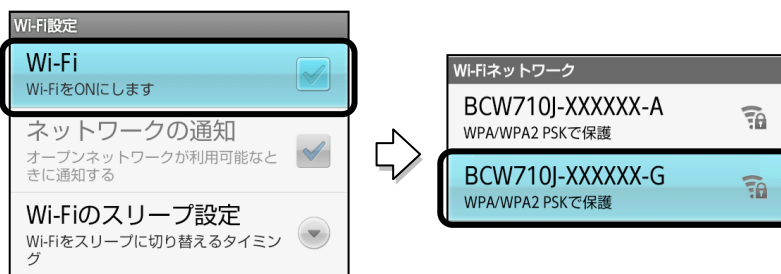 Wi-Fi設定
Wi-Fi
Wi-FiをONにします
ネットワークの通知
オープンネットワークが利用可能なと
きに通知する
Wi-Fiのスリープ設定
Wi-Fiをスリープに切り替えるタイミン
グ
Wi-Fiネットワーク
BCW710J-XXXXXX-A
WPA/WPA2 PSKで保護
BCW710J-XXXXXX-G
WPA/WPA2 PSKで保護